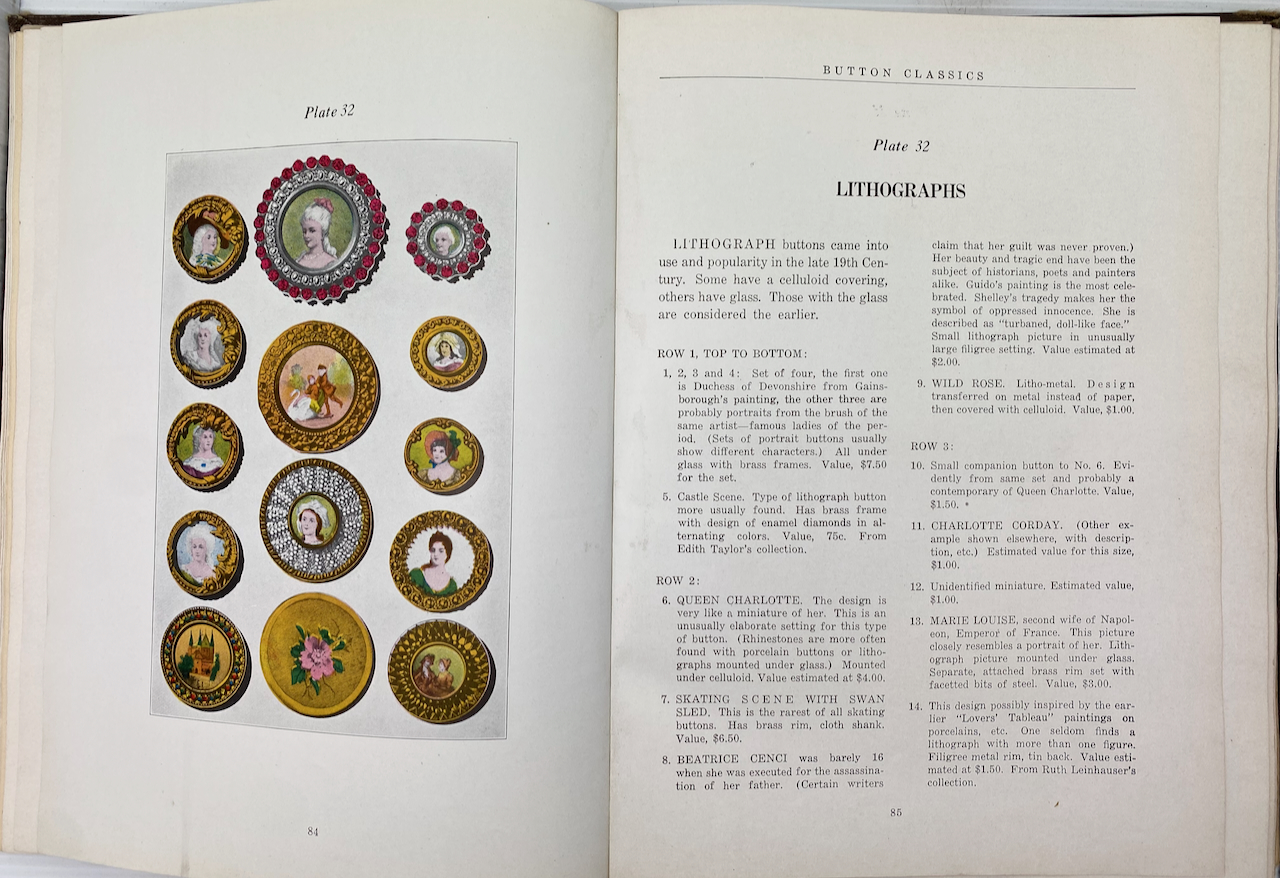 Plate 32
84
BUTTON CLASSICS
Plate 32
LITHOGRAPHS
LITHOGRAPH buttons came into
use and popularity in the late 19th Cen-
tury. Some have a celluloid covering,
others have glass. Those with the glass
are considered the earlier.
ROW 1, TOP TO BOTTOM:
1, 2, 3 and 4: Set of four, the first one
is Duchess of Devonshire from Gains-
borough's painting, the other three are
probably portraits from the brush of the
same artist—famous ladies of the per-
iod. (Sets of portrait buttons usually
show different characters.) All under
glass with brass frames. Value, $7.50
for the set.
5. Castle Scene. Type of lithograph button
more usually found. Has brass frame
with design of enamel diamonds in al-
ternating colors. Value, 75c. From
Edith Taylor's collection.
ROW 2:
6. QUEEN CHARLOTTE. The design is
very like a miniature of her. This is an
unusually elaborate setting for this type
of button. (Rhinestones are more often
found with porcelain buttons or litho-
graphs mounted under glass.) Mounted
under celluloid. Value estimated at $4.00.
7. SKATING SCENE WITH SWAN
SLED. This is the rarest of all skating
buttons. Has brass rim, cloth shank.
Value, $6.50.
8. BEATRICE CENCI was barely 16
when she was executed for the assassina-
tion of her father. (Certain writers
claim that her guilt was never proven.)
Her beauty and tragic end have been the
subject of historians, poets and painters
alike. Guido's painting is the most cele-
brated. Shelley's tragedy makes her the
symbol of oppressed innocence. She is
described as "turbaned, doll-like face."
Small lithograph picture in unusually
large filigree setting. Value estimated at
$2.00.
9. WILD ROSE. Litho-metal. Design
transferred on metal instead of paper,
then covered with celluloid. Value, $1.00.
ROW 3:
10. Small companion button to No. 6. Evi-
dently from same set and probably a
contemporary of Queen Charlotte. Value,
$1.50.
11. CHARLOTTE CORDAY. (Other ex-
ample shown elsewhere, with descrip-
tion, etc.) Estimated value for this size,
$1.00.
12. Unidentified miniature. Estimated value,
$1.00.
13. MARIE LOUISE, second wife of Napol-
eon, Emperor of France. This picture
closely resembles a portrait of her. Lith-
ograph picture mounted under glass.
Separate, attached brass rim set with
facetted bits of steel. Value, $3.00.
14. This design possibly inspired by the ear-
lier "Lovers' Tableau" paintings on
porcelains, etc. One seldom finds a
lithograph with more than one figure.
Filigree metal rim, tin back. Value esti-
mated at $1.50. From Ruth Leinhauser's
collection.
85